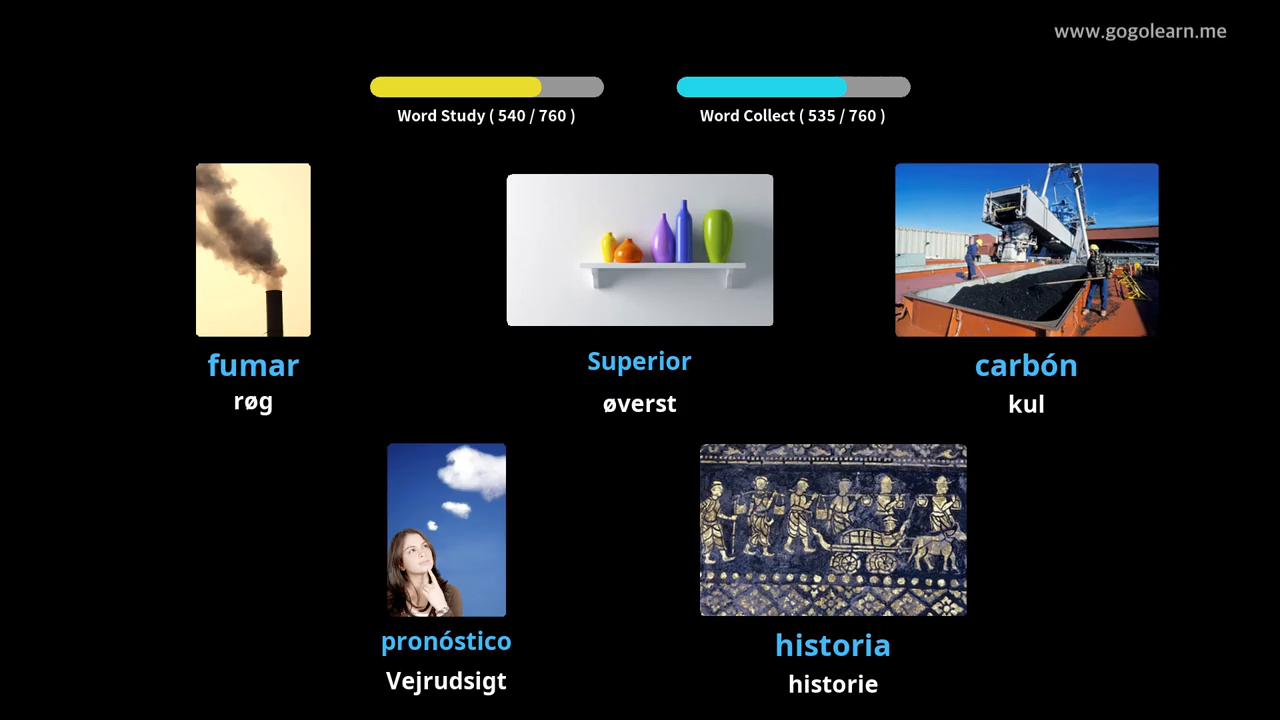 www.gogolearn.me
Word Study ( 540 / 760 )
Word Collect ( 535 / 760 )
fumar
røg
Superior
øverst
carbón
kul
pronóstico
Vejrudsigt
historia
historie